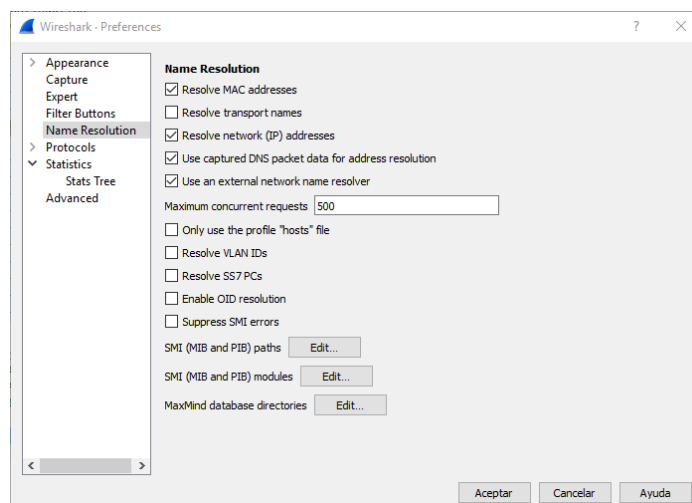 Wireshark · Preferences
? X
Appearance
Capture
Expert
Filter Buttons
Name Resolution
Protocols
Statistics
Stats Tree
Advanced
Name Resolution
Resolve MAC addresses
Resolve transport names
Resolve network (IP) addresses
Use captured DNS packet data for address resolution
Use an external network name resolver
Maximum concurrent requests 500
Only use the profile "hosts" file
Resolve VLAN IDs
Resolve SS7 PCs
Enable OID resolution
Suppress SMI errors
SMI (MIB and PIB) paths Edit...
SMI (MIB and PIB) modules Edit...
MaxMind database directories Edit...
Aceptar Cancelar Ayuda